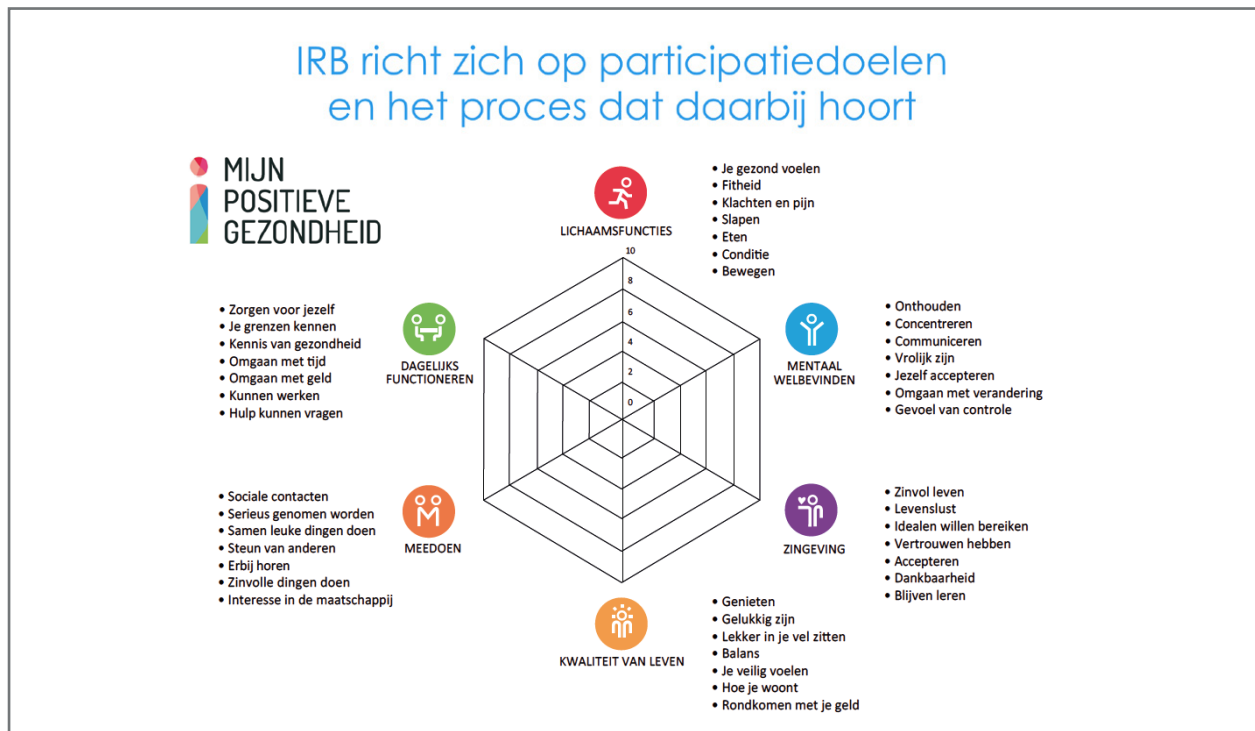 IRB richt zich op participatiedoelen
en het proces dat daarbij hoort
MIJN
POSITIEVE
GEZONDHEID
LICHAAMSFUNCTIES
• Je gezond voelen
• Fitheid
• Klachten en pijn
• Slapen
• Eten
• Conditie
• Bewegen
10
8
6
4
2
0
• Zorgen voor jezelf
• Je grenzen kennen
• Kennis van gezondheid
• Omgaan met tijd
• Omgaan met geld
• Kunnen werken
• Hulp kunnen vragen
DAGELIJKS
FUNCTIONEREN
MENTAAL
WELBEVINDEN
• Onthouden
• Concentreren
• Communiceren
• Vrolijk zijn
• Jezelf accepteren
• Omgaan met verandering
• Gevoel van controle
• Sociale contacten
• Serieus genomen worden
• Samen leuke dingen doen
• Steun van anderen
• Erbij horen
• Zinvolle dingen doen
• Interesse in de maatschappij
MEEDOEN
ZINGEVING
• Zinvol leven
• Levenslust
• Idealen willen bereiken
• Vertrouwen hebben
• Accepteren
• Dankbaarheid
• Blijven leren
KWALITEIT VAN LEVEN
• Genieten
• Gelukkig zijn
• Lekker in je vel zitten
• Balans
• Je veilig voelen
• Hoe je woont
• Rondkomen met je geld